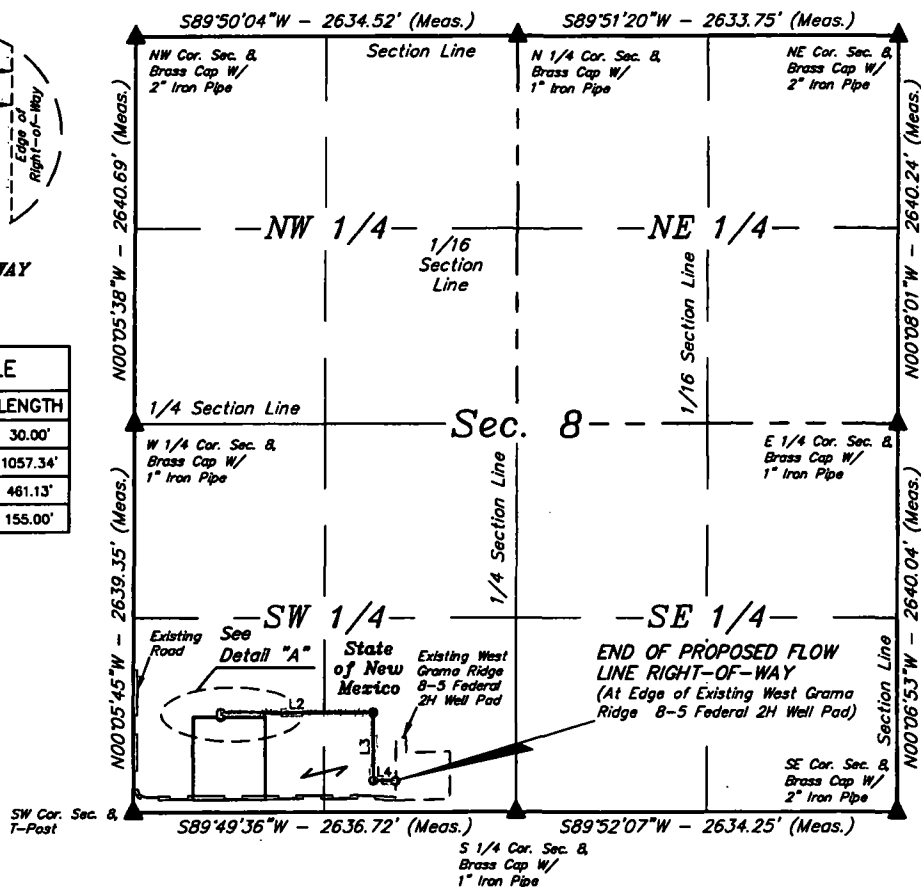 S89°50'04"W - 2634.52' (Meas.)
S89°51'20"W - 2633.75' (Meas.)
NW Cor. Sec. 8,
Brass Cap W/
2" Iron Pipe
Section Line
N 1/4 Cor. Sec. 8,
Brass Cap W/
1" Iron Pipe
NE Cor. Sec. 8,
Brass Cap W/
2" Iron Pipe
Edge of
Right-of-Way
N00°05'38"W - 2640.69' (Meas.)
N00°08'01"W - 2640.24' (Meas.)
NW 1/4
NE 1/4
1/16
Section
Line
1/16 Section Line
WAY
LE
LENGTH
30.00'
1057.34'
461.13'
155.00'
1/4 Section Line
Sec. 8
W 1/4 Cor. Sec. 8,
Brass Cap W/
1" Iron Pipe
E 1/4 Cor. Sec. 8,
Brass Cap W/
1" Iron Pipe
1/4 Section Line
N00°05'45"W - 2639.35' (Meas.)
N00°06'53"W - 2640.04' (Meas.)
Section Line
SW 1/4
SE 1/4
Existing
Road
See
Detail "A"
State
of New
Mexico
Existing West
Grama Ridge
8-5 Federal
2H Well Pad
END OF PROPOSED FLOW
LINE RIGHT-OF-WAY
(At Edge of Existing West Grama
Ridge 8-5 Federal 2H Well Pad)
L2
L3
L4
SE Cor. Sec. 8,
Brass Cap W/
2" Iron Pipe
SW Cor. Sec. 8,
T-Post
S89°49'36"W - 2636.72' (Meas.)
S89°52'07"W - 2634.25' (Meas.)
S 1/4 Cor. Sec. 8,
Brass Cap W/
1" Iron Pipe